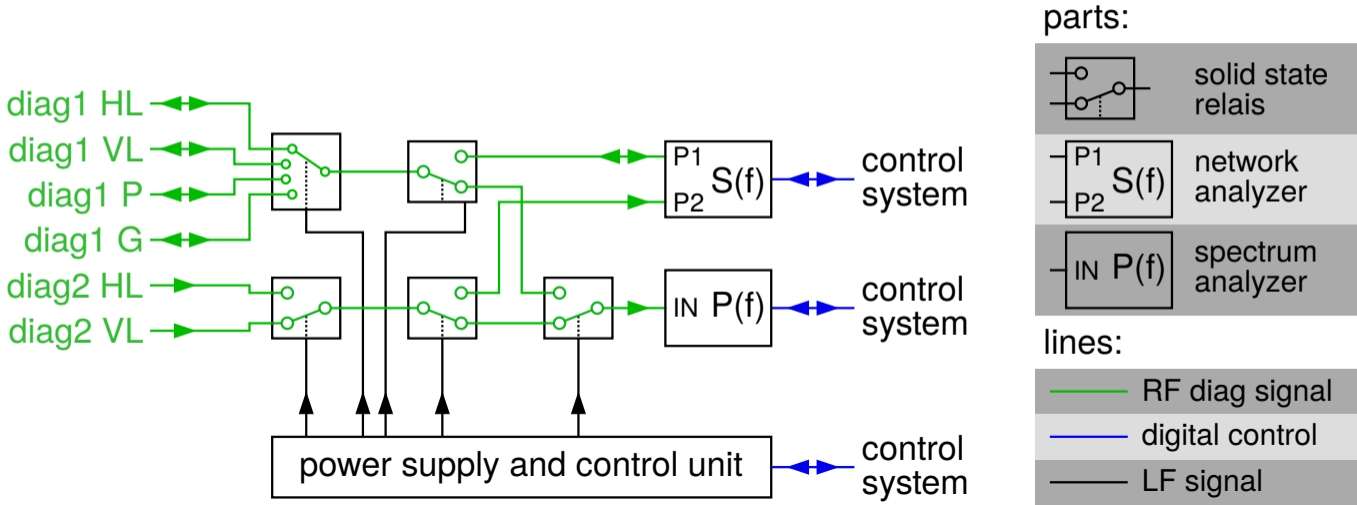 diag1 HL
diag1 VL
diag1 P
diag1 G
diag2 HL
diag2 VL
P1
S(f)
P2
control
system
IN P(f)
control
system
power supply and control unit
control
system
parts:
solid state
relais
P1
S(f)
P2
network
analyzer
IN P(f)
spectrum
analyzer
lines:
RF diag signal
digital control
LF signal